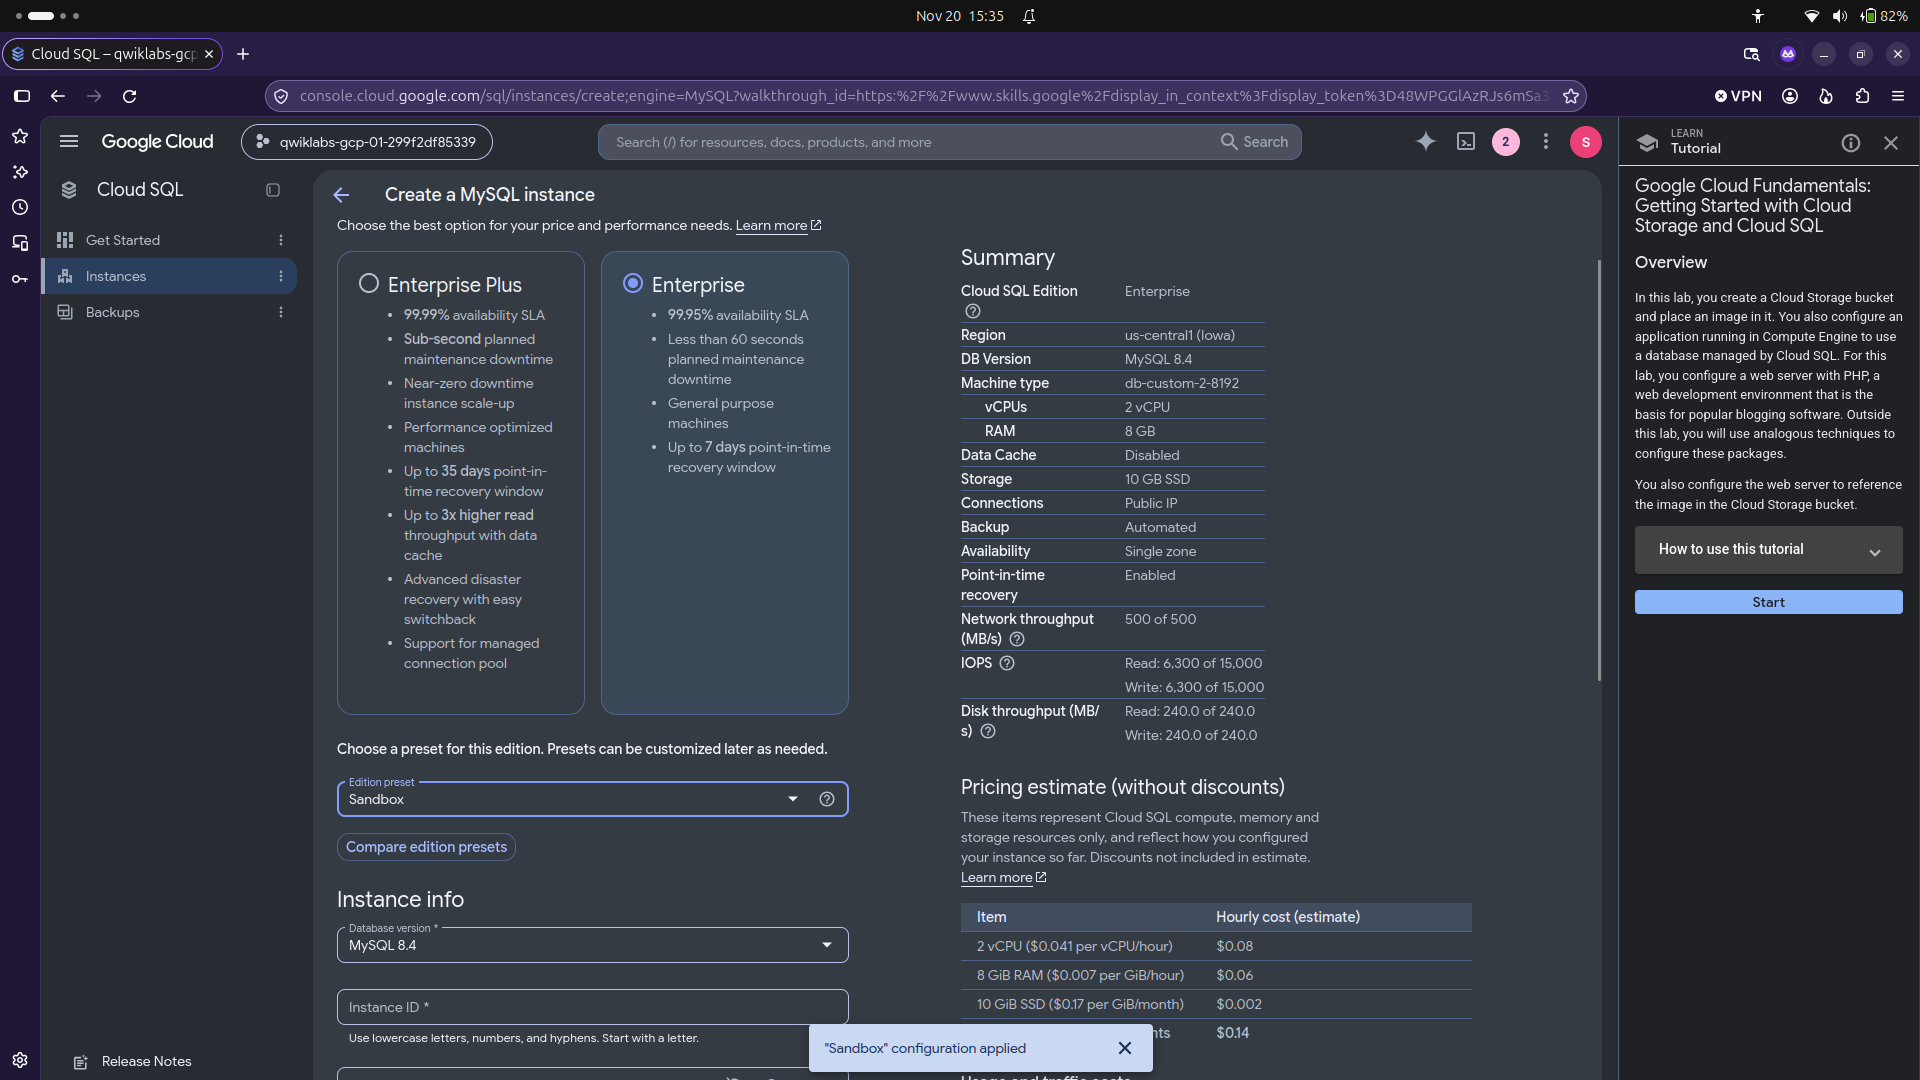 Nov 20 15:35
82%
Cloud SQL – qwiklabs-gcp
console.cloud.google.com/sql/instances/create;engine=MySQL?walkthrough_id=https:%2F%2Fwww.skills.google%2Fdisplay_in_context%3Fdisplay_token%3D48WPGGlAzRJs6mSa3
VPN
Google Cloud
qwiklabs-gcp-01-299f2df85339
Search (/) for resources, docs, products, and more
Search
2
S
Cloud SQL
Get Started
Instances
Backups
Release Notes
Create a MySQL instance
Choose the best option for your price and performance needs. Learn more
Enterprise Plus
• 99.99% availability SLA
• Sub-second planned
maintenance downtime
• Near-zero downtime
instance scale-up
• Performance optimized
machines
• Up to 35 days point-in-
time recovery window
• Up to 3x higher read
throughput with data
cache
• Advanced disaster
recovery with easy
switchback
• Support for managed
connection pool
Enterprise
• 99.95% availability SLA
• Less than 60 seconds
planned maintenance
downtime
• General purpose
machines
• Up to 7 days point-in-time
recovery window
Choose a preset for this edition. Presets can be customized later as needed.
Edition preset
Sandbox
Compare edition presets
Instance info
Database version *
MySQL 8.4
Instance ID *
Use lowercase letters, numbers, and hyphens. Start with a letter.
Summary
Cloud SQL Edition Enterprise
Region us-central1 (Iowa)
DB Version MySQL 8.4
Machine type db-custom-2-8192
vCPUs 2 vCPU
RAM 8 GB
Data Cache Disabled
Storage 10 GB SSD
Connections Public IP
Backup Automated
Availability Single zone
Point-in-time Enabled
recovery
Network throughput 500 of 500
(MB/s)
IOPS Read: 6,300 of 15,000
Write: 6,300 of 15,000
Disk throughput (MB/ Read: 240.0 of 240.0
s) Write: 240.0 of 240.0
Pricing estimate (without discounts)
These items represent Cloud SQL compute, memory and
storage resources only, and reflect how you configured
your instance so far. Discounts not included in estimate.
Learn more
Item Hourly cost (estimate)
2 vCPU ($0.041 per vCPU/hour) $0.08
8 GiB RAM ($0.007 per GiB/hour) $0.06
10 GiB SSD ($0.17 per GiB/month) $0.002
nts $0.14
"Sandbox" configuration applied
LEARN
Tutorial
Google Cloud Fundamentals:
Getting Started with Cloud
Storage and Cloud SQL
Overview
In this lab, you create a Cloud Storage bucket
and place an image in it. You also configure an
application running in Compute Engine to use
a database managed by Cloud SQL. For this
lab, you configure a web server with PHP, a
web development environment that is the
basis for popular blogging software. Outside
this lab, you will use analogous techniques to
configure these packages.
You also configure the web server to reference
the image in the Cloud Storage bucket.
How to use this tutorial
Start